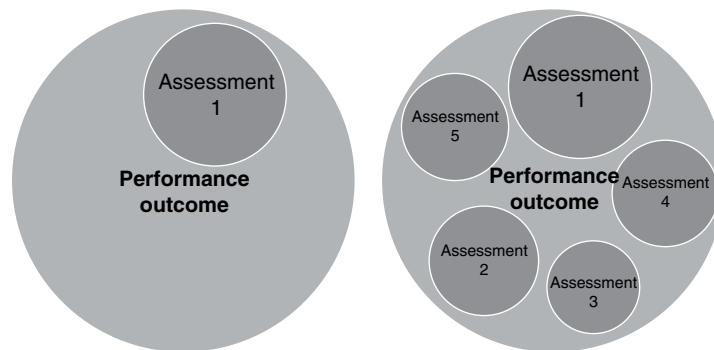 Assessment
1
Performance
outcome
Assessment
1
Assessment
5
Performance
outcome
Assessment
4
Assessment
2
Assessment
3